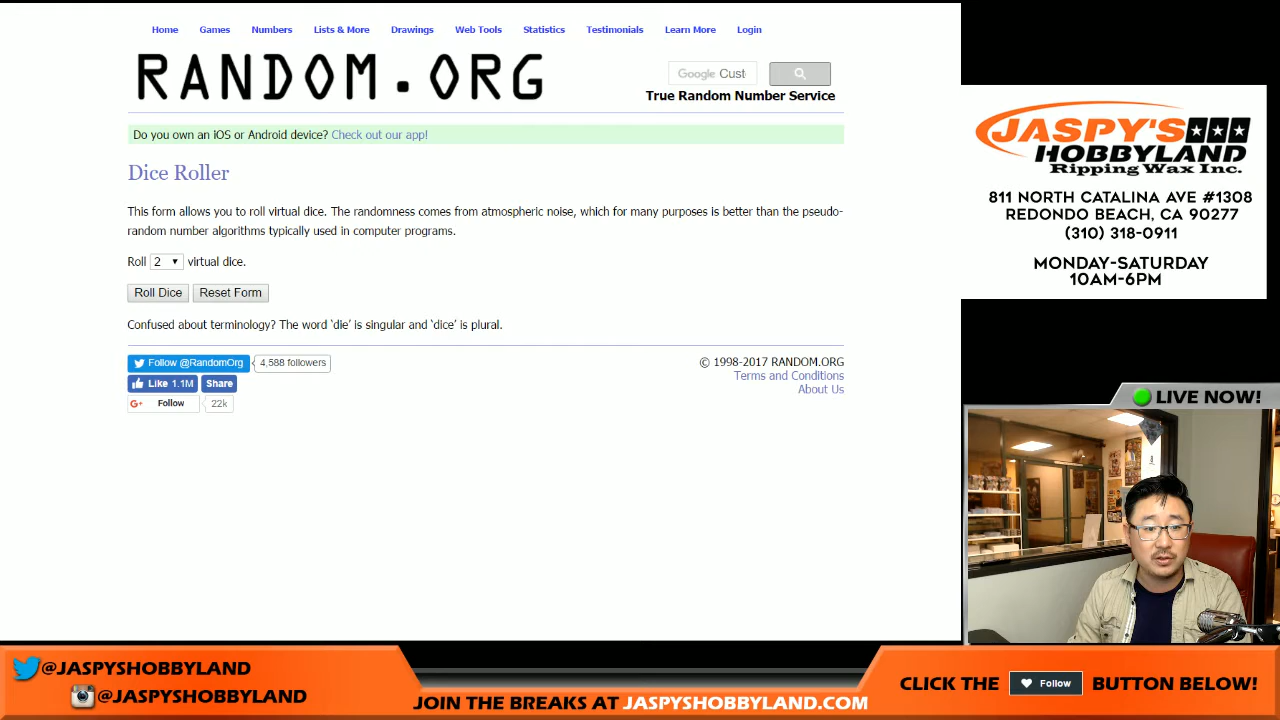 Home Games Numbers Lists & More Drawings Web Tools Statistics Testimonials Learn More Login
RANDOM.ORG
Google Cust
True Random Number Service
Do you own an iOS or Android device? Check out our app!
Dice Roller
This form allows you to roll virtual dice. The randomness comes from atmospheric noise, which for many purposes is better than the pseudo-
random number algorithms typically used in computer programs.
Roll 2 virtual dice.
Roll Dice Reset Form
Confused about terminology? The word 'die' is singular and 'dice' is plural.
Follow @RandomOrg 4,588 followers
Like 1.1M Share
G+ Follow 22k
© 1998-2017 RANDOM.ORG
Terms and Conditions
About Us
JASPY'S
HOBBYLAND
Ripping Wax Inc.
811 NORTH CATALINA AVE #1308
REDONDO BEACH, CA 90277
(310) 318-0911
MONDAY-SATURDAY
10AM-6PM
LIVE NOW!
@JASPYSHOBBYLAND
@JASPYSHOBBYLAND
JOIN THE BREAKS AT JASPYSHOBBYLAND.COM
CLICK THE Follow BUTTON BELOW!